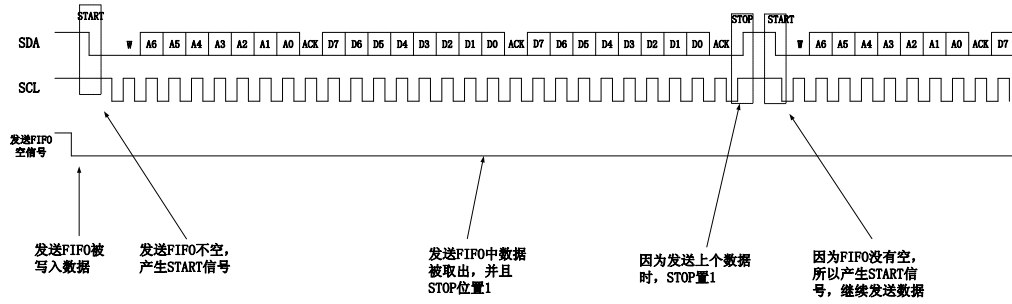 START STOP START
SDA W A6 A5 A4 A3 A2 A1 A0 ACK D7 D6 D5 D4 D3 D2 D1 D0 ACK D7 D6 D5 D4 D3 D2 D1 D0 ACK W A6 A5 A4 A3 A2 A1 A0 ACK D7
SCL
发送FIFO
空信号
发送FIFO被
写入数据
发送FIFO不空，
产生START信号
发送FIFO中数据
被取出，并且
STOP位置1
因为发送上个数据
时，STOP置1
因为FIFO没有空，
所以产生START信
号，继续发送数据